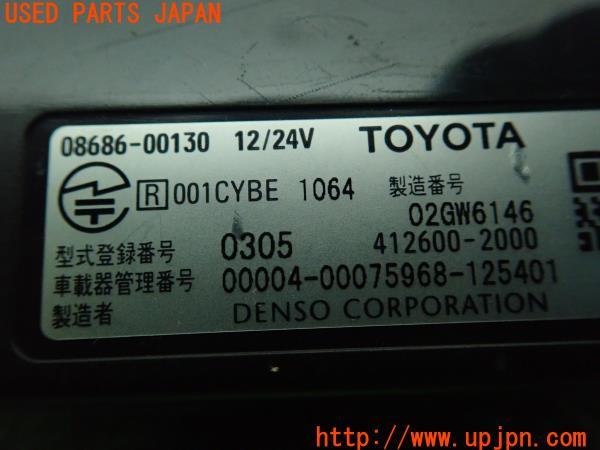 USED PARTS JAPAN
08686-00130 12/24V TOYOTA
R 001CYBE 1064 製造番号
02GW6146
型式登録番号 0305 412600-2000
車載器管理番号 00004-00075968-125401
製造者 DENSO CORPORATION
U.P.J
www.upjpn.com